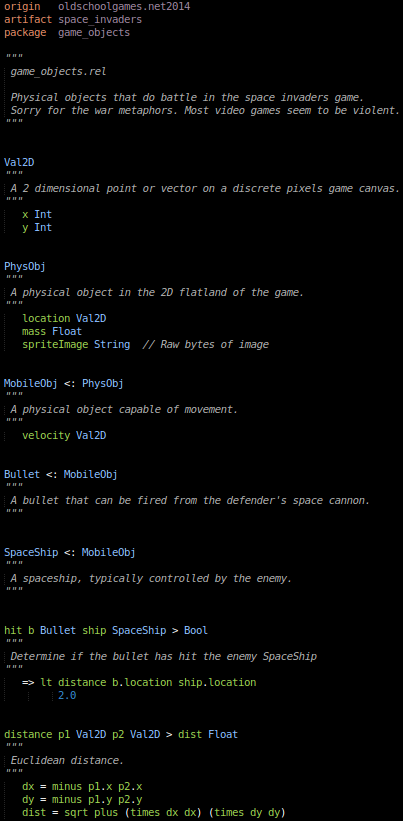 origin   oldschoolgames.net2014
artifact space_invaders
package  game_objects
"""
 game_objects.rel
 Physical objects that do battle in the space invaders game.
 Sorry for the war metaphors. Most video games seem to be violent.
"""
Val2D
"""
 A 2 dimensional point or vector on a discrete pixels game canvas.
"""
   x Int
   y Int
PhysObj
"""
 A physical object in the 2D flatland of the game.
"""
   location Val2D
   mass Float
   spriteImage String  // Raw bytes of image
MobileObj <: PhysObj
"""
 A physical object capable of movement.
"""
   velocity Val2D
Bullet <: MobileObj
"""
 A bullet that can be fired from the defender's space cannon.
"""
SpaceShip <: MobileObj
"""
 A spaceship, typically controlled by the enemy.
"""
hit b Bullet ship SpaceShip > Bool
"""
 Determine if the bullet has hit the enemy SpaceShip
"""
   => lt distance b.location ship.location
         2.0
distance p1 Val2D p2 Val2D > dist Float
"""
 Euclidean distance.
"""
   dx = minus p1.x p2.x
   dy = minus p1.y p2.y
   dist = sqrt plus (times dx dx) (times dy dy)